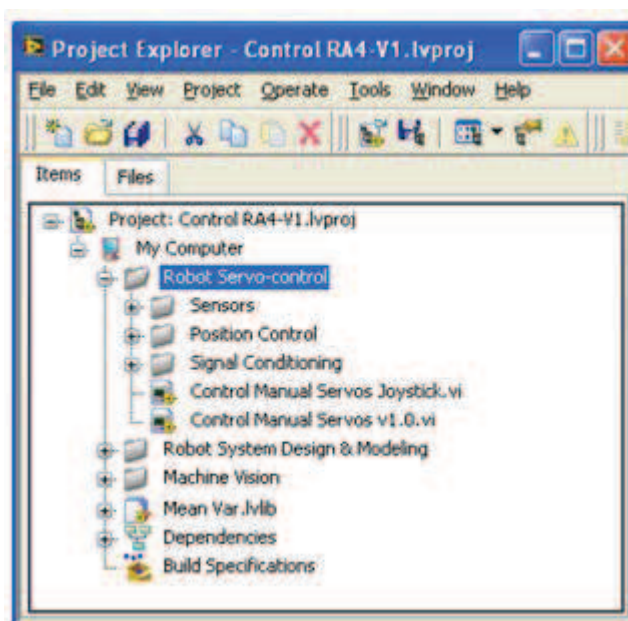 Project Explorer - Control RA4-V1.lvproj
File Edit View Project Operate Tools Window Help
Items Files
Project: Control RA4-V1.lvproj
My Computer
Robot Servo-control
Sensors
Position Control
Signal Conditioning
Control Manual Servos Joystick.vi
Control Manual Servos v1.0.vi
Robot System Design & Modeling
Machine Vision
Mean Var.lvlib
Dependencies
Build Specifications